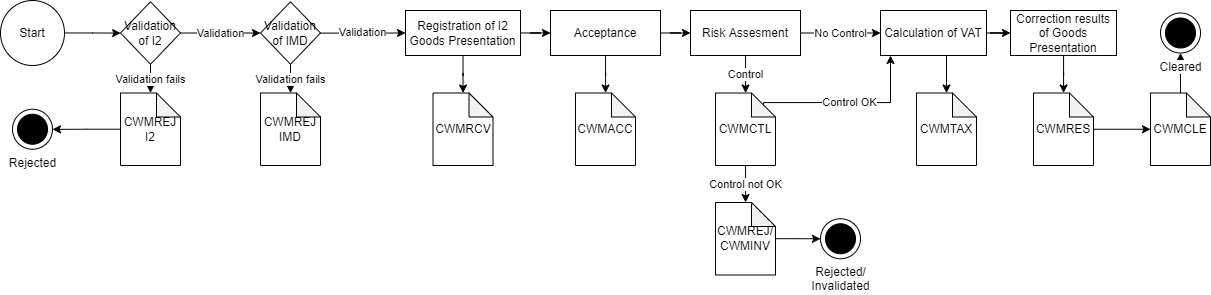 Start
Validation
of I2
Validation
Validation
of IMD
Validation
Registration of I2
Goods Presentation
Acceptance
Risk Assesment
No Control
Calculation of VAT
Correction results
of Goods
Presentation
Cleared
Validation fails
Validation fails
Control
Control OK
CWMREJ
I2
CWMREJ
IMD
CWMRCV
CWMACC
CWMCTL
CWMTAX
CWMRES
CWMCLE
Rejected
Control not OK
CWMREJ/
CWMINV
Rejected/
Invalidated